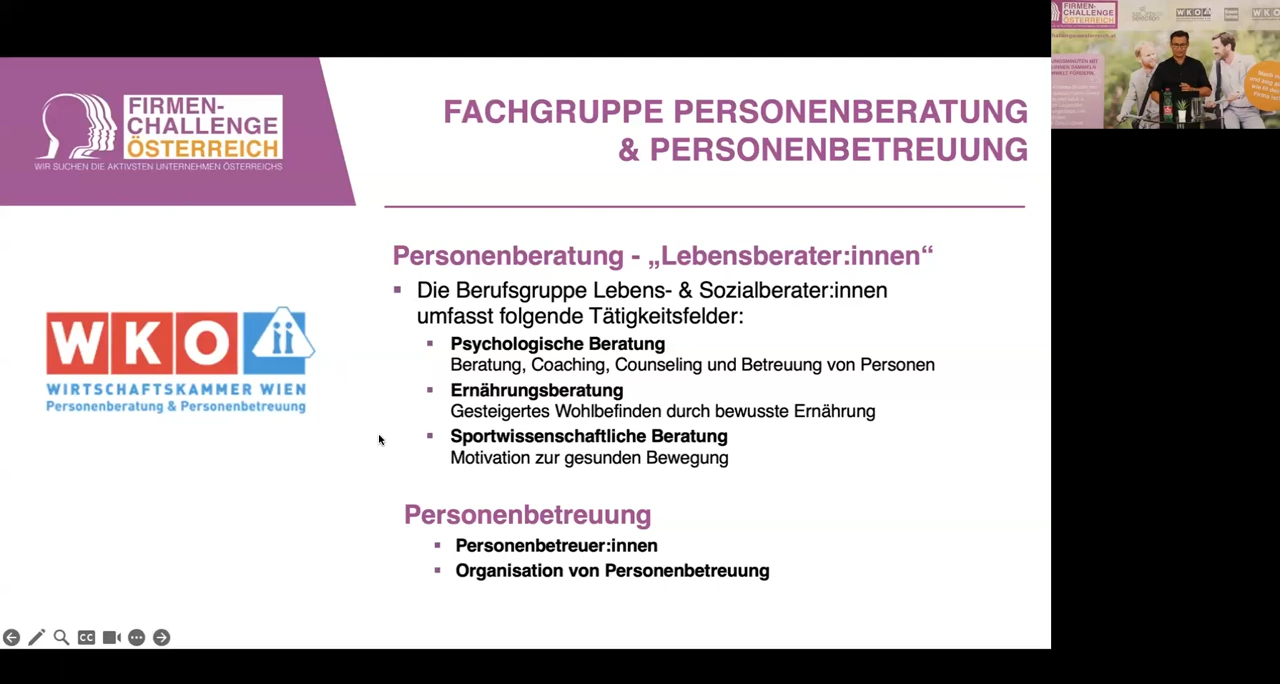 FIRMEN-
CHALLENGE
ÖSTERREICH
WIR SUCHEN DIE AKTIVSTEN UNTERNEHMEN ÖSTERREICHS
FACHGRUPPE PERSONENBERATUNG
& PERSONENBETREUUNG
WKO
WIRTSCHAFTSKAMMER WIEN
Personenberatung & Personenbetreuung
Personenberatung - „Lebensberater:innen“
Die Berufsgruppe Lebens- & Sozialberater:innen
umfasst folgende Tätigkeitsfelder:
Psychologische Beratung
Beratung, Coaching, Counseling und Betreuung von Personen
Ernährungsberatung
Gesteigertes Wohlbefinden durch bewusste Ernährung
Sportwissenschaftliche Beratung
Motivation zur gesunden Bewegung
Personenbetreuung
Personenbetreuer:innen
Organisation von Personenbetreuung
CC
FIRMEN-
CHALLENGE
ÖSTERREICH
WKO
WKO